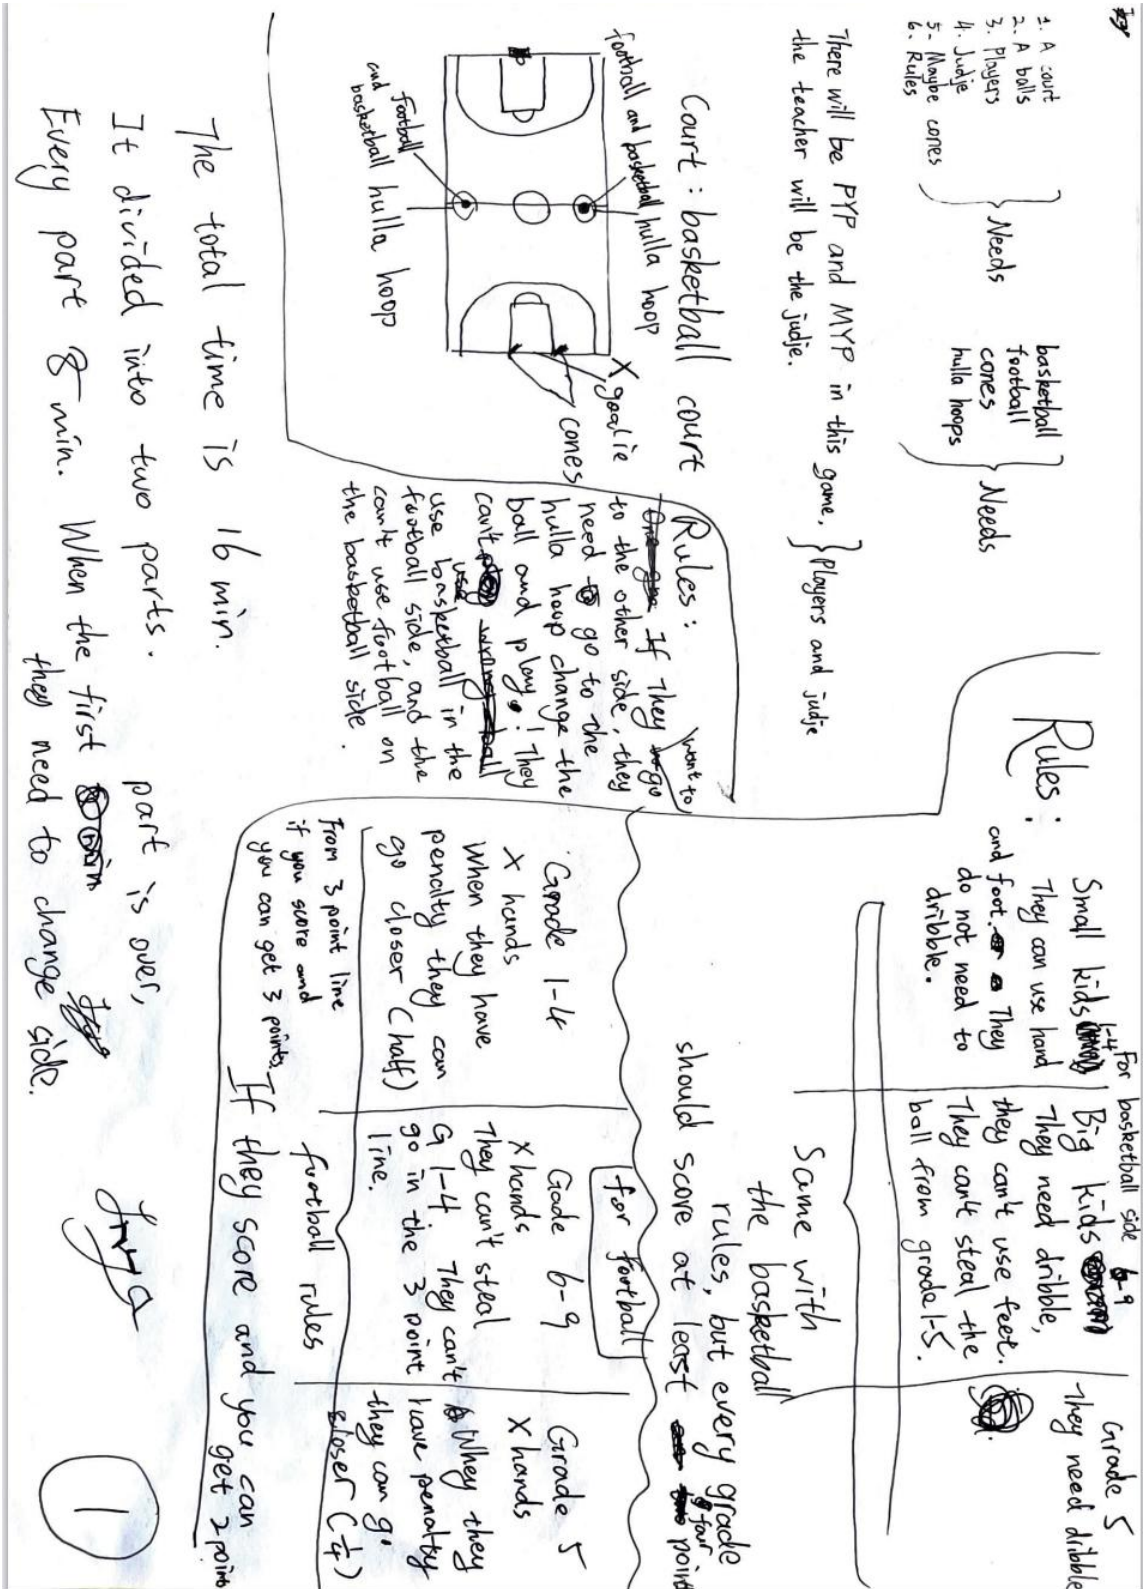 1. A court
2. A balls
3. Players
4. Judje
5. Maybe cones
6. Rules
Needs
basketball
football
cones
hulla hoops
Needs
There will be PYP and MYP in this game,
the teacher will be the judje.
Players and judje
Court : basketball court
football and basketball hulla hoop
football
and
basketball hulla hoop
X goalie
cones
Rules :
If they want to go
to the other side, they
need to go to the
hulla hoop change the
ball and play! They
can't use
use basketball in the
football side, and the
can't use football on
the basketball side.
The total time is 16 min.
It divided into two parts.
Every part 8 min. When the first part is over,
they need to change side.
Rules :
For basketball side
Small kids 1-4
They can use hand
and foot. They
do not need to
dribble.
Big kids 6-9
They need dribble,
they can't use feet.
They can't steal the
ball from grade 1-5.
Grade 5
They need dribble
Same with
the basketball
rules, but every grade
should score at least four point
for football
Grade 1-4
X hands
When they have
penalty they can
go closer (half)
Gade 6-9
X hands
They can't steal
G 1-4. They can't
go in the 3 point
line.
Grade 5
X hands
Whey they
have penalty
they can go
closer (1/4)
football rules
From 3 point line
if you score and
you can get 3 points.
If they score and you can
get 2 point
1